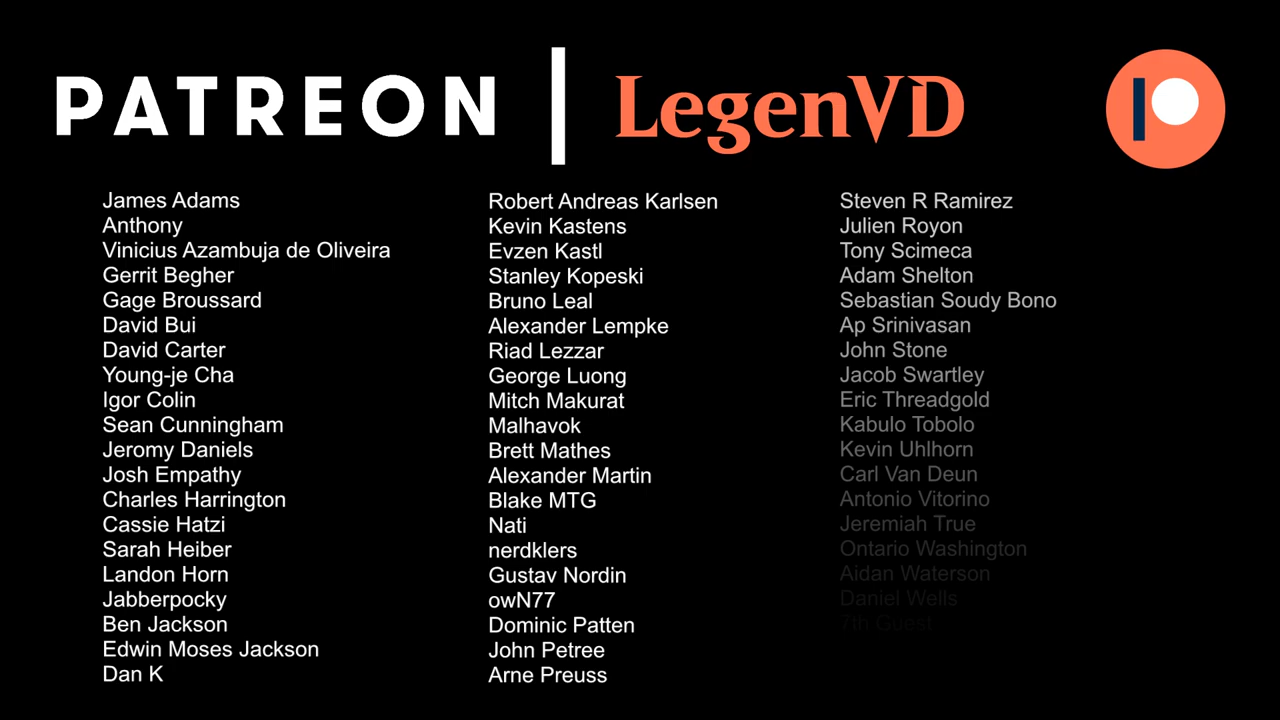 PATREON | LegenVD
James Adams
Anthony
Vinicius Azambuja de Oliveira
Gerrit Begher
Gage Broussard
David Bui
David Carter
Young-je Cha
Igor Colin
Sean Cunningham
Jeromy Daniels
Josh Empathy
Charles Harrington
Cassie Hatzi
Sarah Heiber
Landon Horn
Jabberpocky
Ben Jackson
Edwin Moses Jackson
Dan K
Robert Andreas Karlsen
Kevin Kastens
Evzen Kastl
Stanley Kopeski
Bruno Leal
Alexander Lempke
Riad Lezzar
George Luong
Mitch Makurat
Malhavok
Brett Mathes
Alexander Martin
Blake MTG
Nati
nerdklers
Gustav Nordin
owN77
Dominic Patten
John Petree
Arne Preuss
Steven R Ramirez
Julien Royon
Tony Scimeca
Adam Shelton
Sebastian Soudy Bono
Ap Srinivasan
John Stone
Jacob Swartley
Eric Threadgold
Kabulo Tobolo
Kevin Uhlhorn
Carl Van Deun
Antonio Vitorino
Jeremiah True
Ontario Washington
Aidan Waterson
Daniel Wells
7th Guest